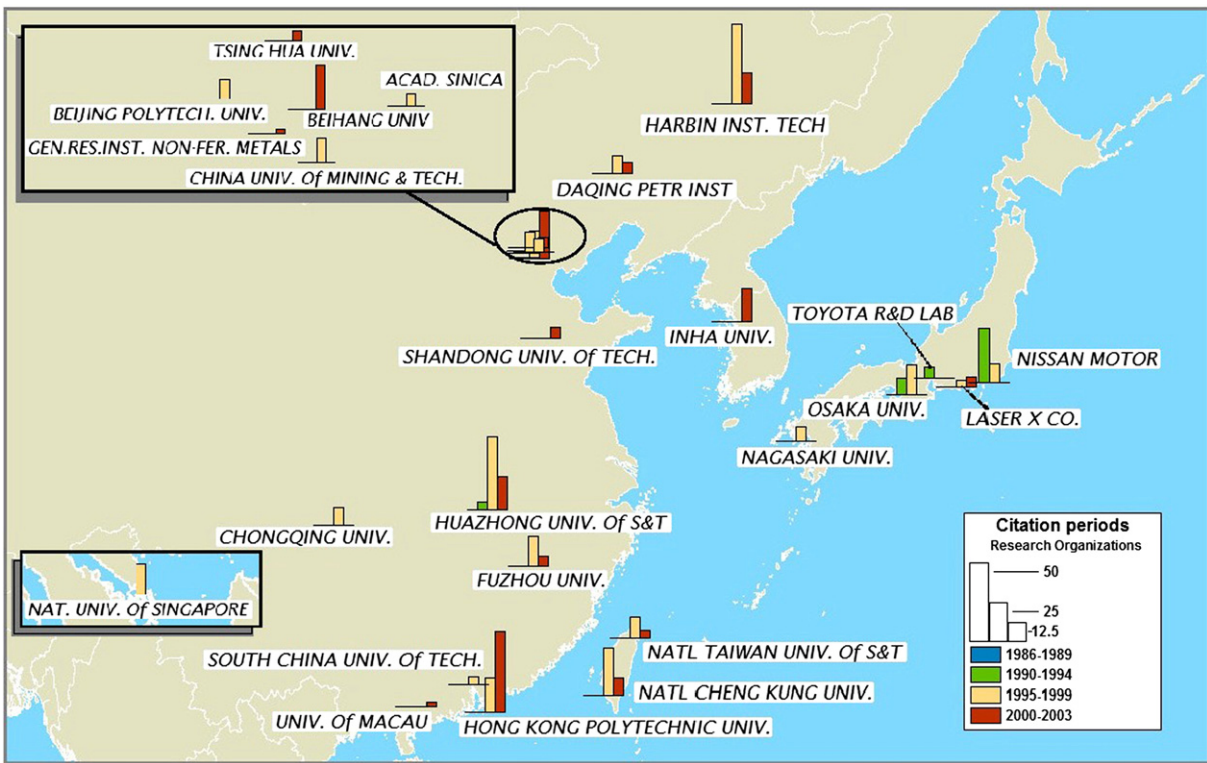 TSING HUA UNIV.
ACAD. SINICA
BEIJING POLYTECH. UNIV.
BEIHANG UNIV
GEN.RES.INST. NON-FER. METALS
CHINA UNIV. Of MINING & TECH.
HARBIN INST. TECH
DAQING PETR INST
TOYOTA R&D LAB
INHA UNIV.
SHANDONG UNIV. Of TECH.
NISSAN MOTOR
OSAKA UNIV.
LASER X CO.
NAGASAKI UNIV.
HUAZHONG UNIV. Of S&T
CHONGQING UNIV.
FUZHOU UNIV.
NAT. UNIV. Of SINGAPORE
NATL TAIWAN UNIV. Of S&T
SOUTH CHINA UNIV. Of TECH.
NATL CHENG KUNG UNIV.
UNIV. Of MACAU
HONG KONG POLYTECHNIC UNIV.
Citation periods
Research Organizations
50
25
12.5
1986-1989
1990-1994
1995-1999
2000-2003